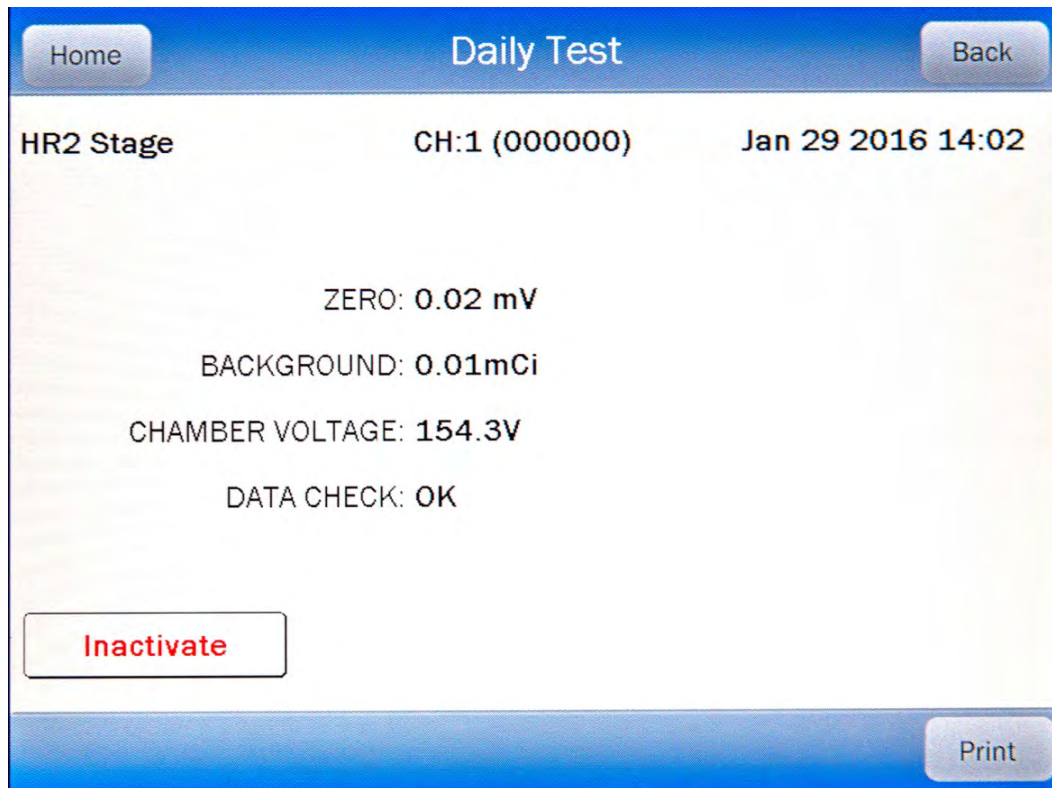 Home Daily Test Back
HR2 Stage CH:1 (000000) Jan 29 2016 14:02
ZERO: 0.02 mV
BACKGROUND: 0.01mCi
CHAMBER VOLTAGE: 154.3V
DATA CHECK: OK
Inactivate
Print